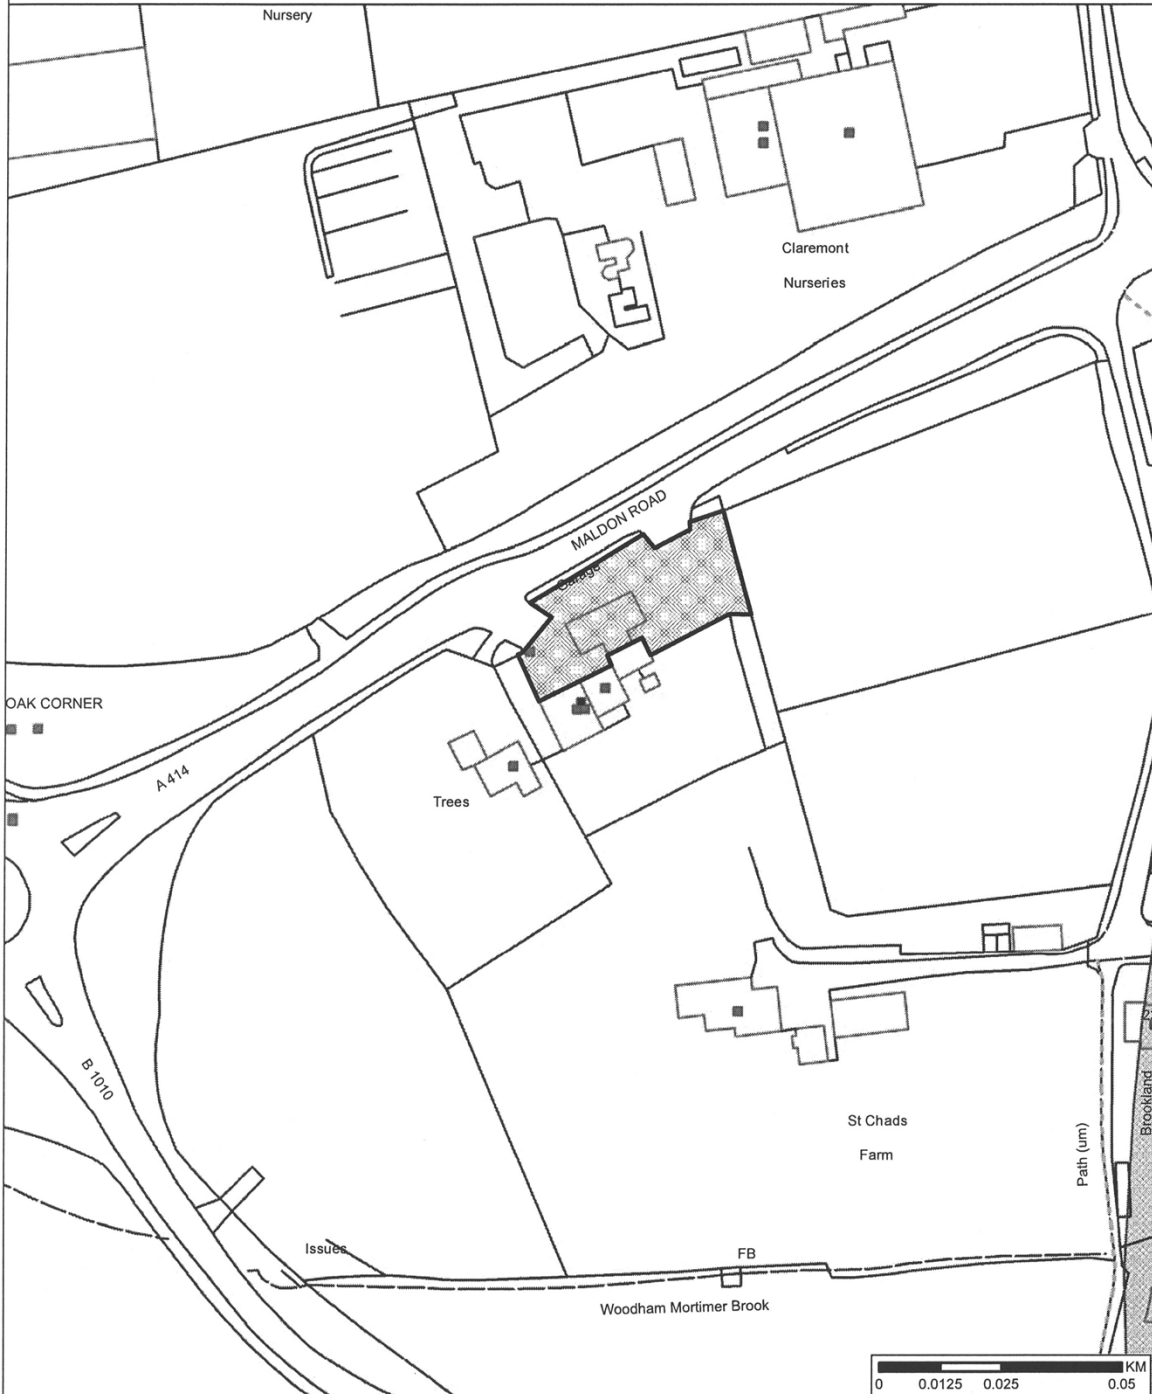 Nursery
Claremont
Nurseries
MALDON ROAD
Garage
OAK CORNER
A 414
Trees
B 1010
St Chads
Farm
Path (um)
Brookland
Issues
FB
Woodham Mortimer Brook
KM
0 0.0125 0.025 0.05